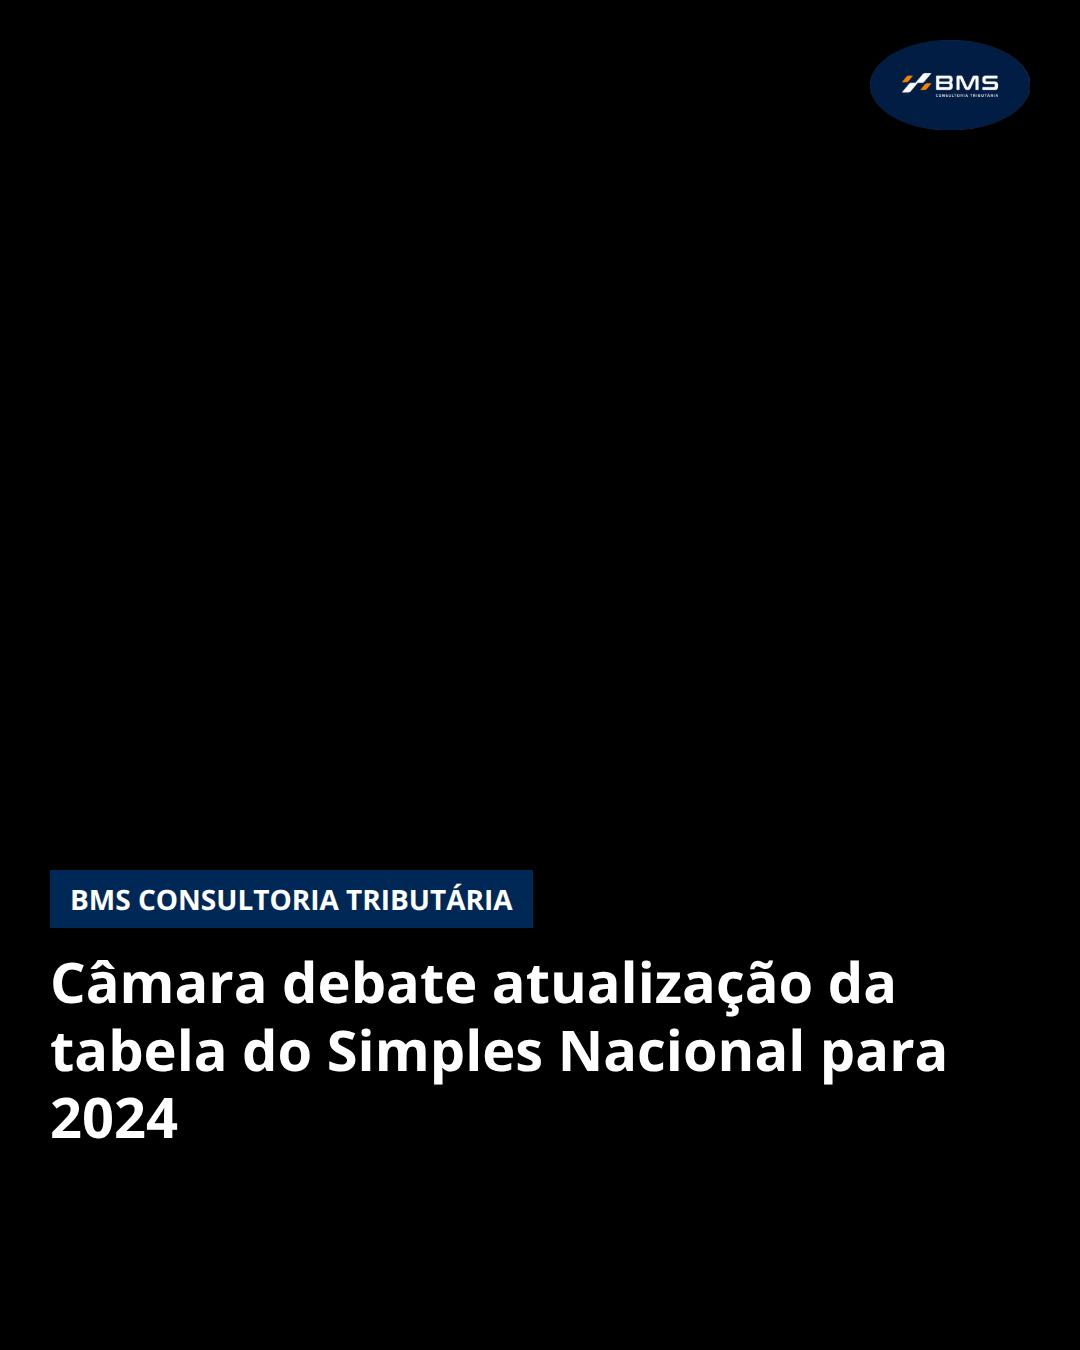 BMS
CONSULTORIA TRIBUTÁRIA
BMS CONSULTORIA TRIBUTÁRIA
Câmara debate atualização da
tabela do Simples Nacional para
2024